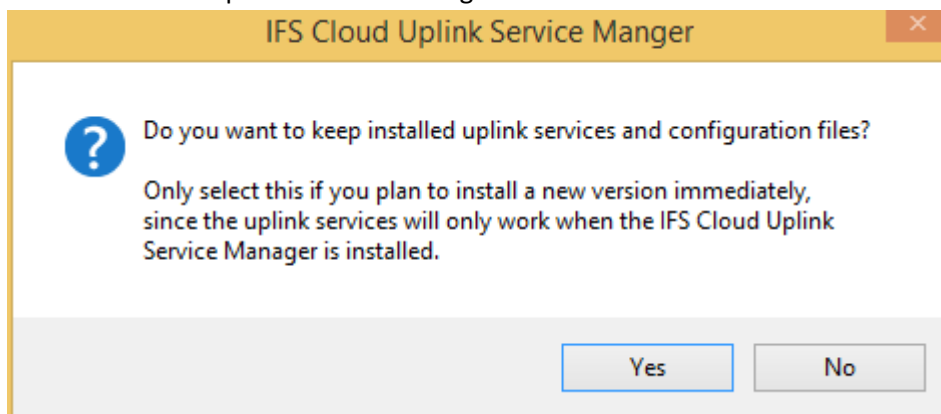 IFS Cloud Uplink Service Manger
Do you want to keep installed uplink services and configuration files?
Only select this if you plan to install a new version immediately,
since the uplink services will only work when the IFS Cloud Uplink
Service Manager is installed.
Yes
No